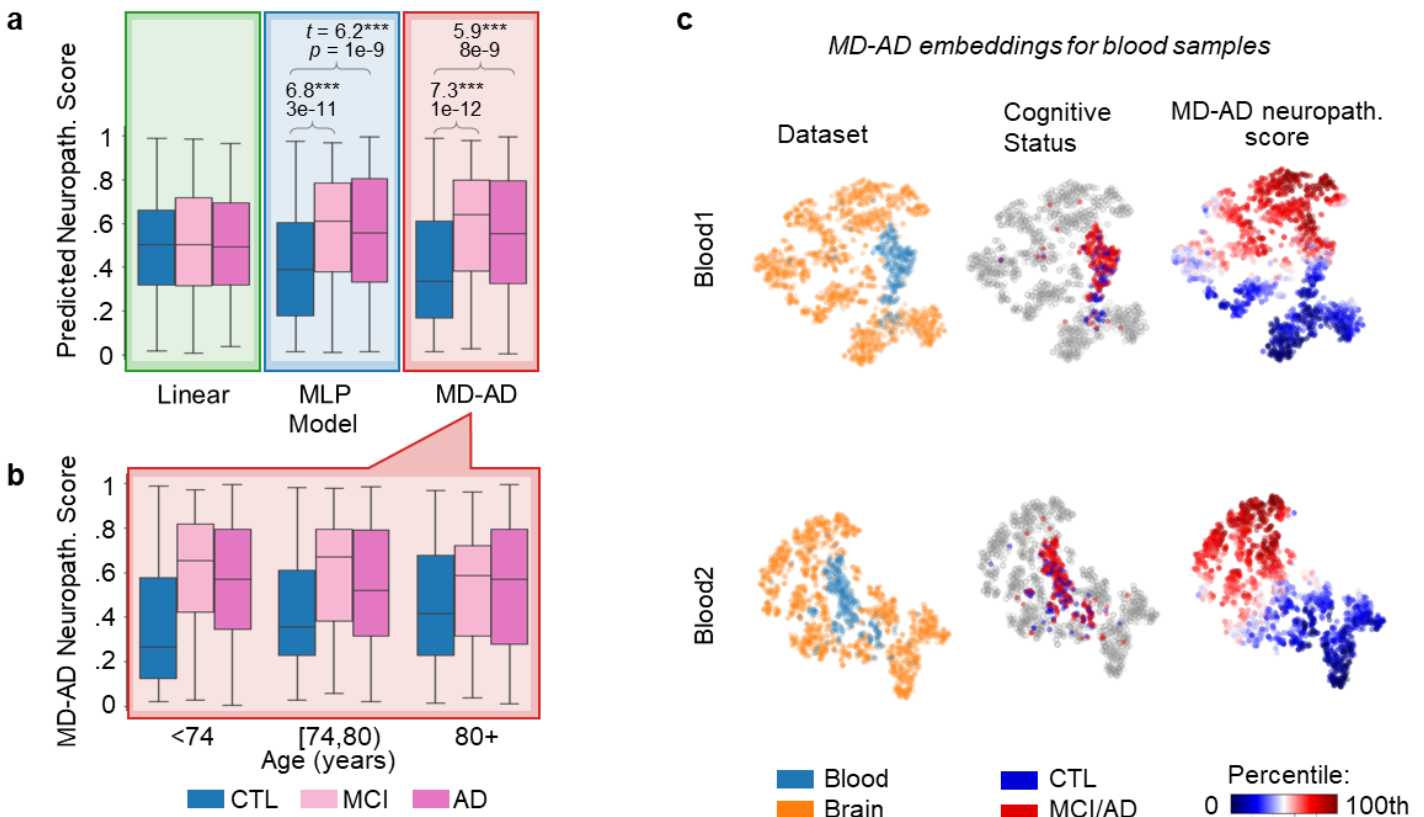 a
Predicted Neuropath. Score
1
.8
.6
.4
.2
0
t = 6.2***
p = 1e-9
6.8***
3e-11
5.9***
8e-9
7.3***
1e-12
Linear
MLP
MD-AD
Model
b
MD-AD Neuropath. Score
1
.8
.6
.4
.2
0
<74
[74,80)
80+
Age (years)
CTL
MCI
AD
c
MD-AD embeddings for blood samples
Dataset
Cognitive
Status
MD-AD neuropath.
score
Blood1
Blood2
Blood
Brain
CTL
MCI/AD
Percentile:
0
100th